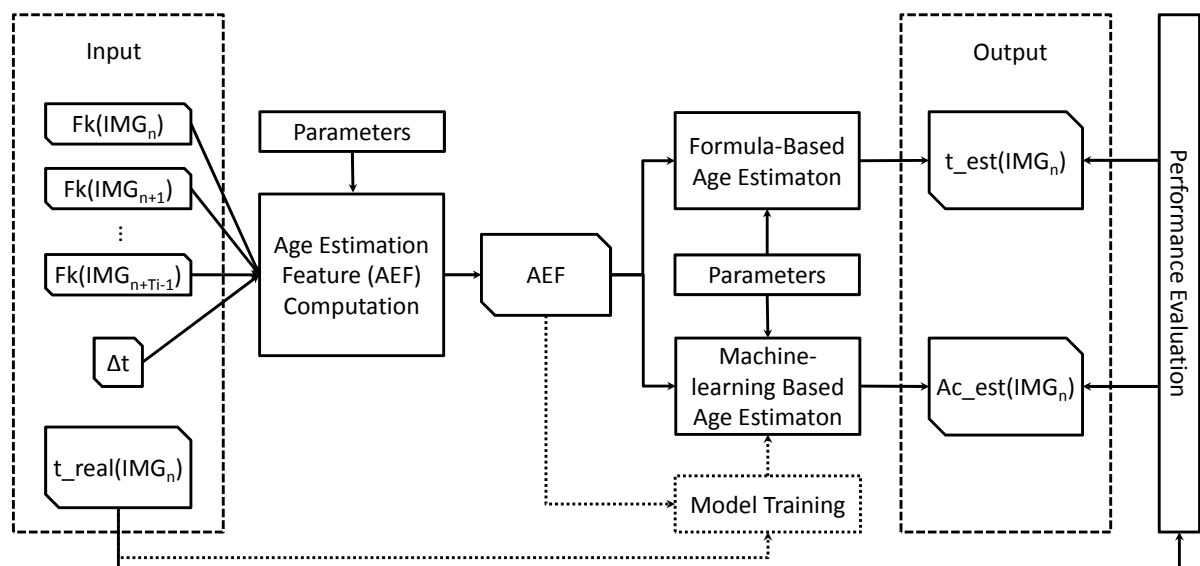 Input
Fk(IMGₙ)
Fk(IMGₙ₊₁)
...
Fk(IMGₙ₊Tᵢ₋₁)
Δt
t_real(IMGₙ)
Parameters
Age Estimation
Feature (AEF)
Computation
AEF
Formula-Based
Age Estimaton
Parameters
Machine-
learning Based
Age Estimaton
Model Training
Output
t_est(IMGₙ)
Ac_est(IMGₙ)
Performance Evaluation